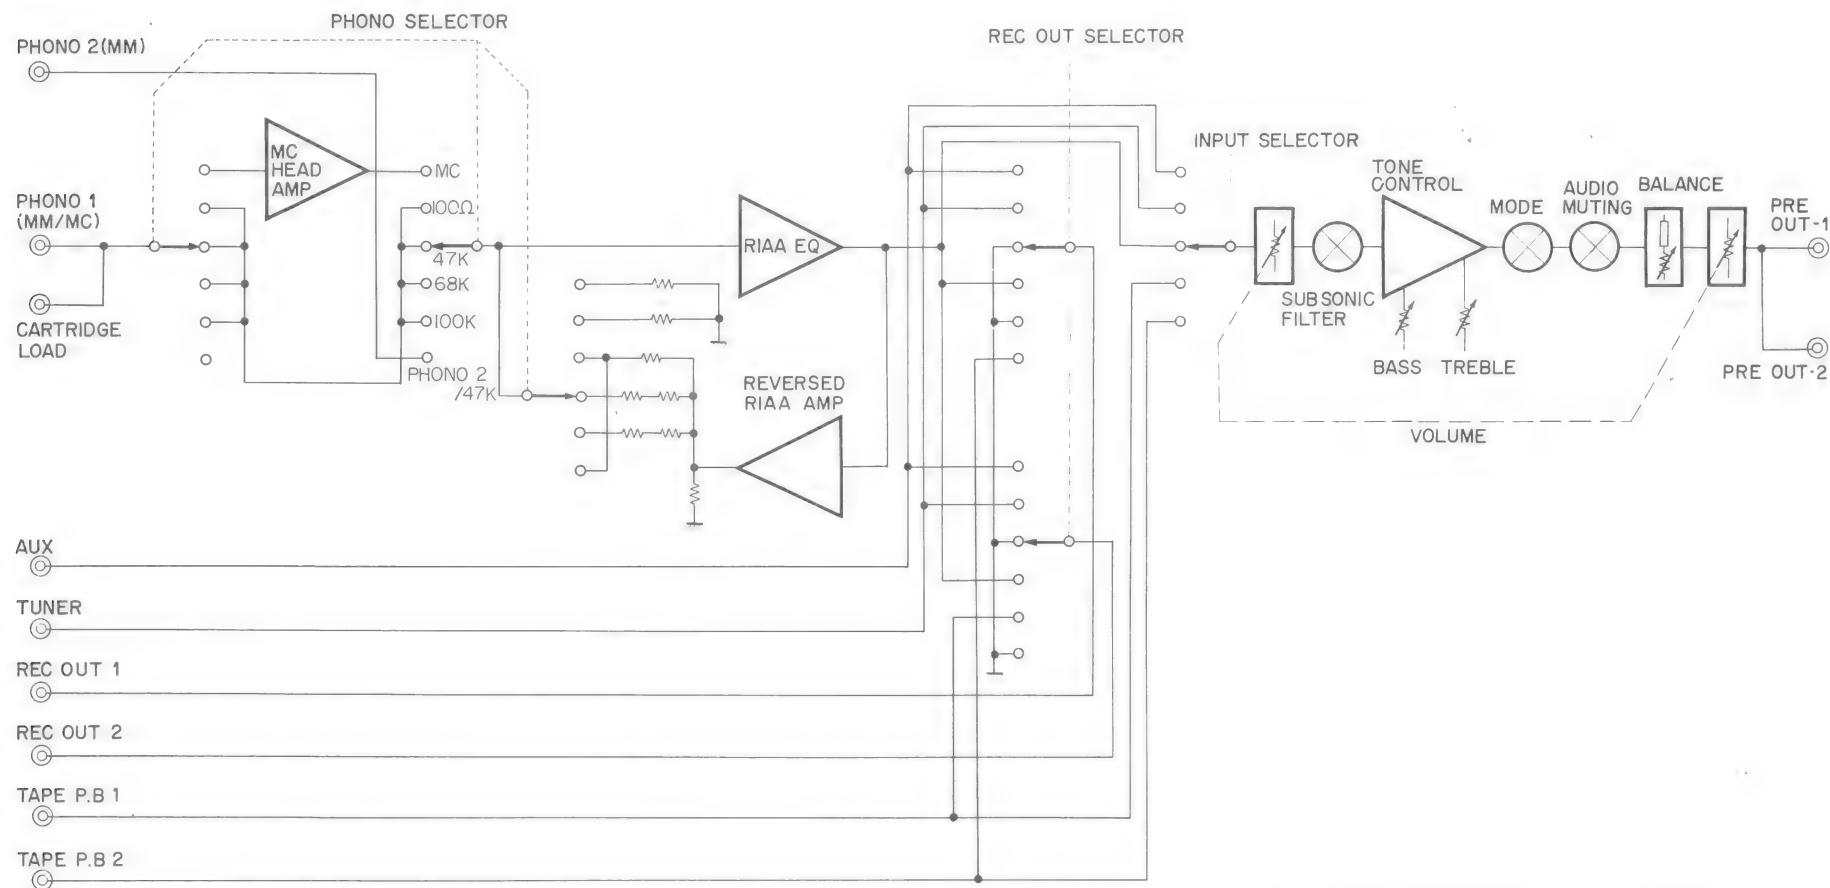 PHONO SELECTOR
PHONO 2(MM)
REC OUT SELECTOR
INPUT SELECTOR
MC
HEAD
AMP
MC
TONE
CONTROL
AUDIO
MUTING
BALANCE
PHONO 1
(MM/MC)
100Ω
MODE
PRE
OUT-1
47K
RIAA EQ
68K
SUBSONIC
FILTER
100K
CARTRIDGE
LOAD
PHONO 2
/47K
BASS
TREBLE
PRE OUT-2
REVERSED
RIAA AMP
VOLUME
AUX
TUNER
REC OUT 1
REC OUT 2
TAPE P.B 1
TAPE P.B 2